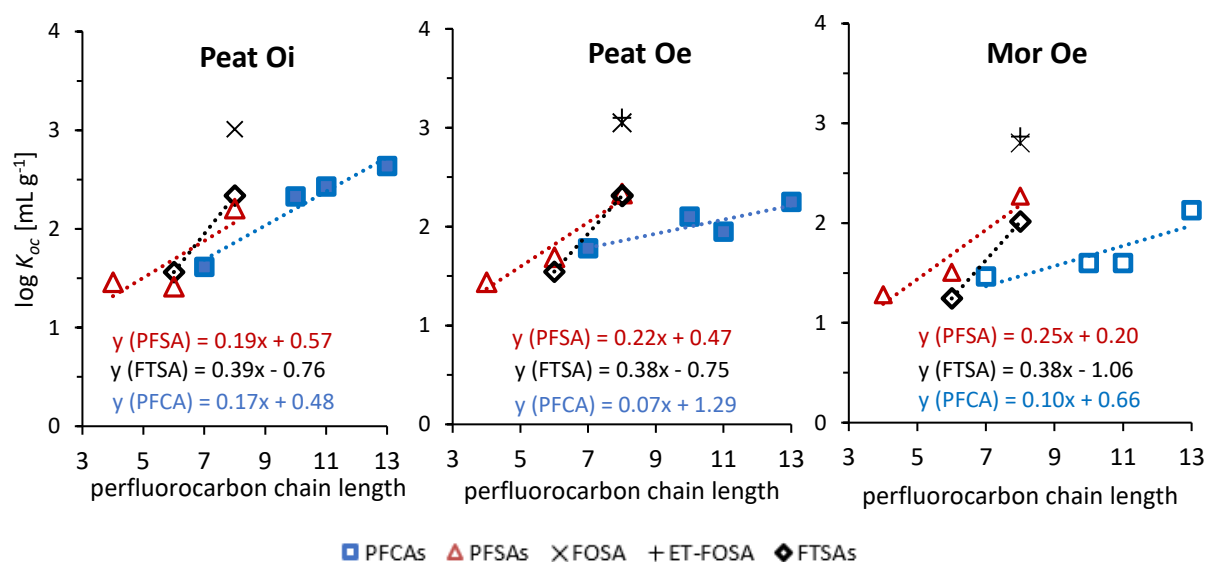 Peat Oi
Peat Oe
Mor Oe
log Koc [mL g⁻¹]
4
3
2
1
0
y (PFSA) = 0.19x + 0.57
y (FTSA) = 0.39x - 0.76
y (PFCA) = 0.17x + 0.48
3 5 7 9 11 13
perfluorocarbon chain length
4
3
2
1
0
y (PFSA) = 0.22x + 0.47
y (FTSA) = 0.38x - 0.75
y (PFCA) = 0.07x + 1.29
3 5 7 9 11 13
perfluorocarbon chain length
4
3
2
1
0
y (PFSA) = 0.25x + 0.20
y (FTSA) = 0.38x - 1.06
y (PFCA) = 0.10x + 0.66
3 5 7 9 11 13
perfluorocarbon chain length
PFCAs PFSAs FOSA ET-FOSA FTSAs